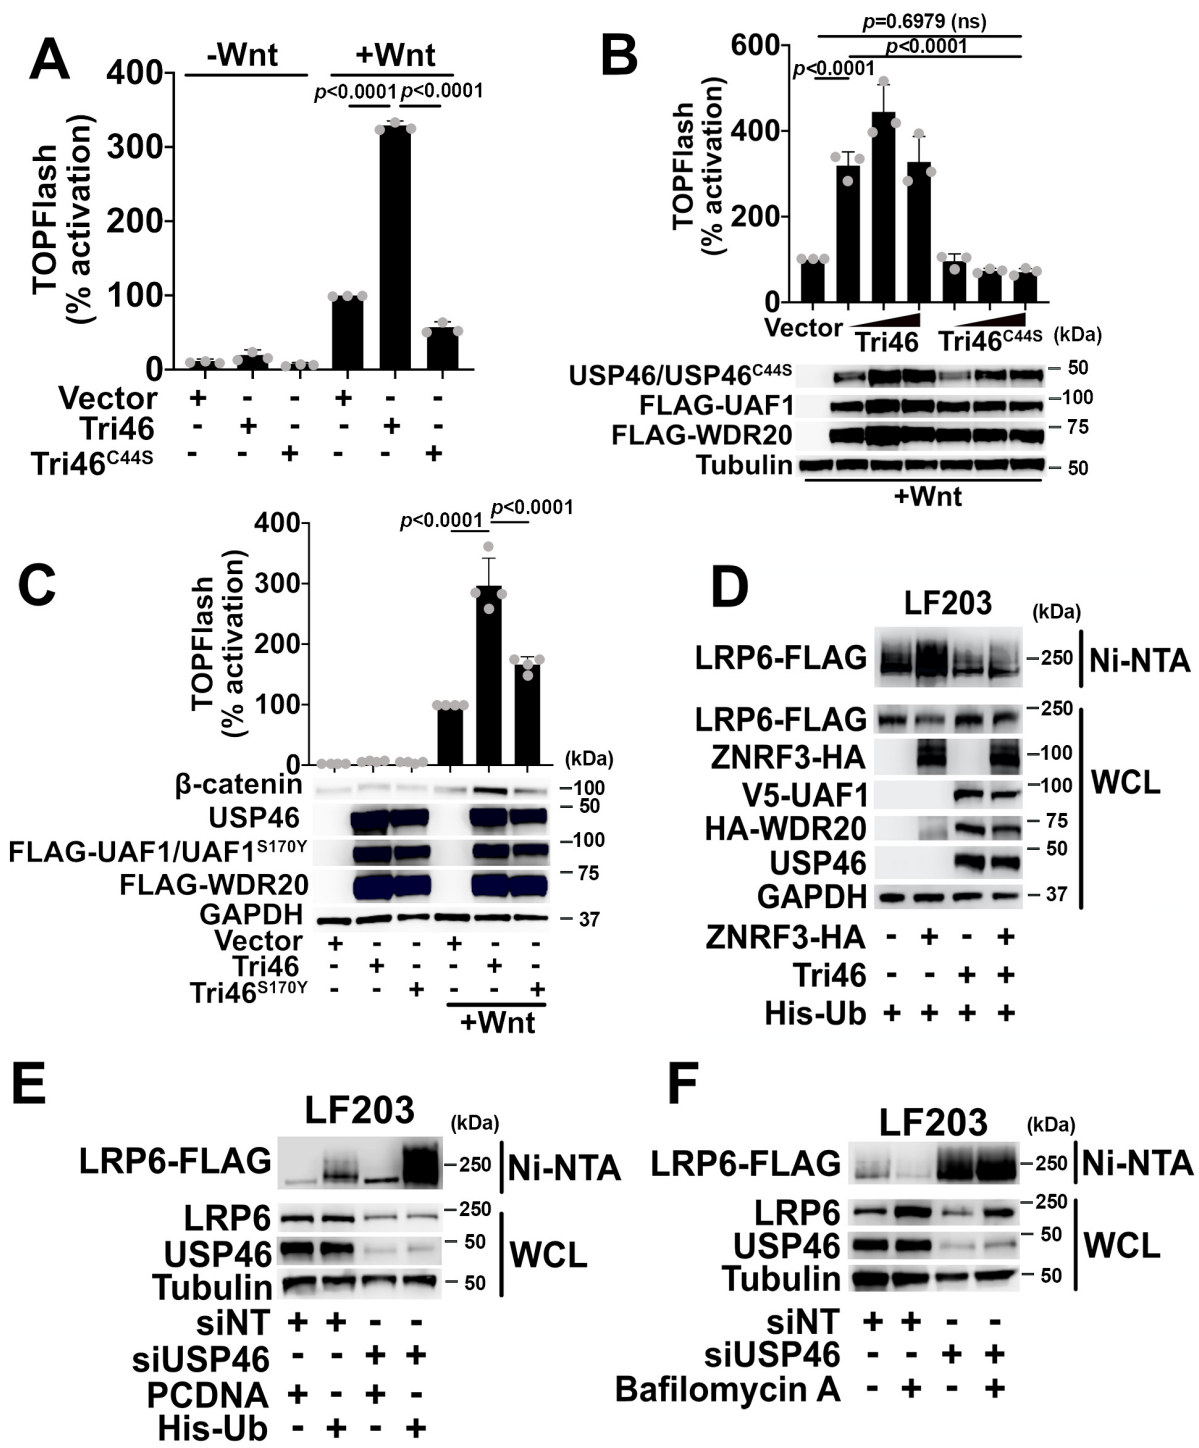 A
-Wnt
+Wnt
p<0.0001 p<0.0001
TOPFlash
(% activation)
400
300
200
100
0
Vector + - - + - -
Tri46 - + - - + -
Tri46C44S - - + - - +
B
p=0.6979 (ns)
p<0.0001
p<0.0001
TOPFlash
(% activation)
600
400
200
0
Vector Tri46 Tri46C44S (kDa)
USP46/USP46C44S 50
FLAG-UAF1 100
FLAG-WDR20 75
Tubulin 50
+Wnt
C
p<0.0001 p<0.0001
TOPFlash
(% activation)
400
300
200
100
0
(kDa)
β-catenin 100
USP46 50
FLAG-UAF1/UAF1S170Y 100
FLAG-WDR20 75
GAPDH 37
Vector + - - + - -
Tri46 - + - - + -
Tri46S170Y - - + - - +
+Wnt
D
LF203
(kDa)
LRP6-FLAG 250 Ni-NTA
LRP6-FLAG 250
ZNRF3-HA 100
V5-UAF1 100
WCL
HA-WDR20 75
USP46 50
GAPDH 37
ZNRF3-HA - + - +
Tri46 - - + +
His-Ub + + + +
E
LF203
(kDa)
LRP6-FLAG 250 Ni-NTA
LRP6 250
USP46 50 WCL
Tubulin 50
siNT + + - -
siUSP46 - - + +
PCDNA + - + -
His-Ub - + - +
F
LF203
(kDa)
LRP6-FLAG 250 Ni-NTA
LRP6 250
USP46 50 WCL
Tubulin 50
siNT + + - -
siUSP46 - - + +
Bafilomycin A - + - +